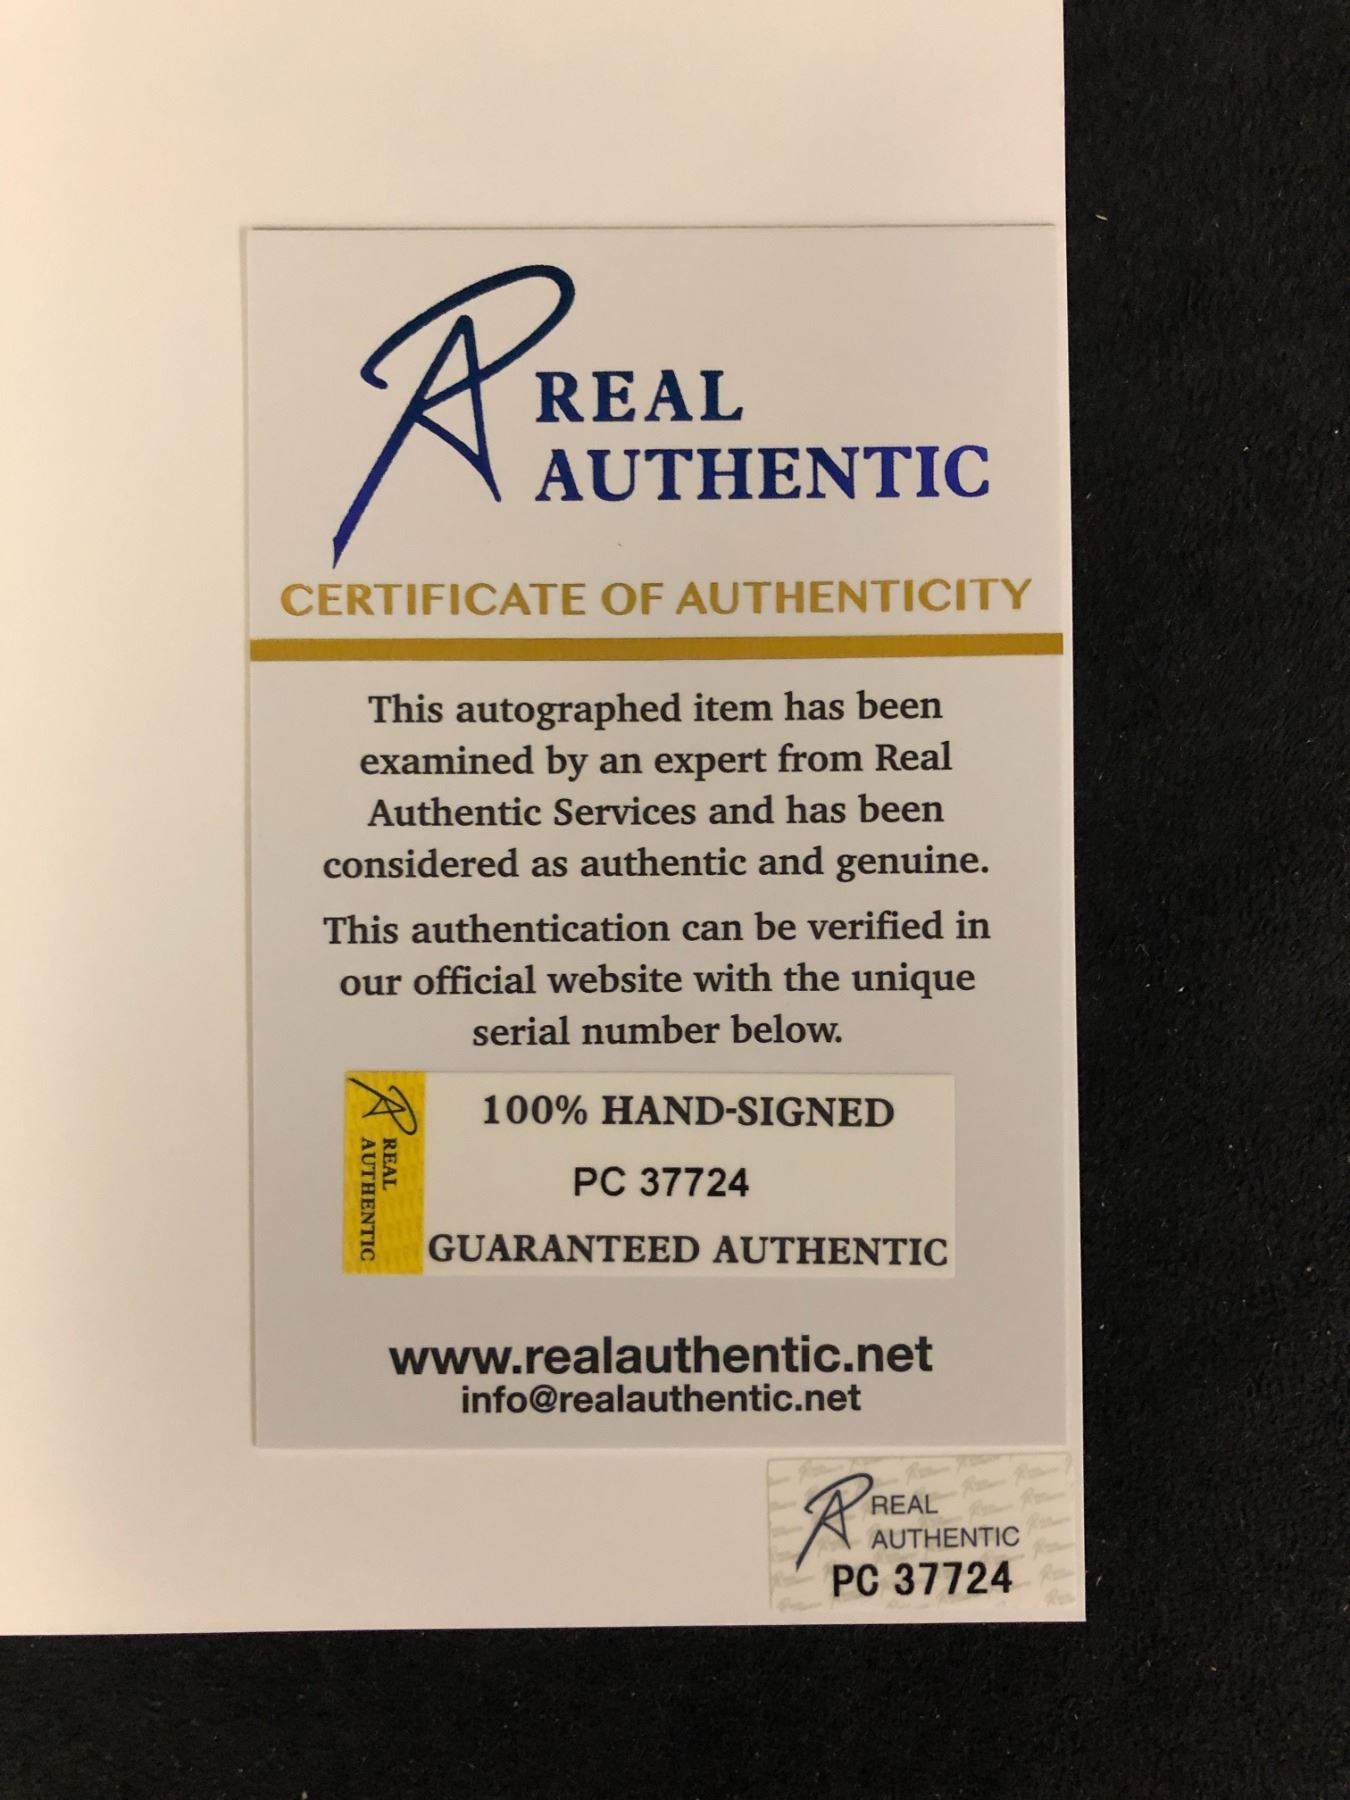 REAL
AUTHENTIC
CERTIFICATE OF AUTHENTICITY
This autographed item has been
examined by an expert from Real
Authentic Services and has been
considered as authentic and genuine.
This authentication can be verified in
our official website with the unique
serial number below.
REAL
AUTHENTIC
100% HAND-SIGNED
PC 37724
GUARANTEED AUTHENTIC
www.realauthentic.net
info@realauthentic.net
REAL
AUTHENTIC
PC 37724